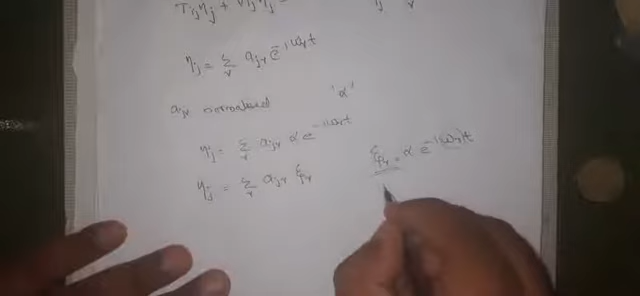 T_ij η_j + V_ij η_j =
η_j = Σ_r a_jr e^{-iω_r t}
a_jr normalised 'α'
η_j = Σ_r a_jr α e^{-iω_r t}
ξ_r = α e^{-iω_r t}
η_j = Σ_r a_jr ξ_r